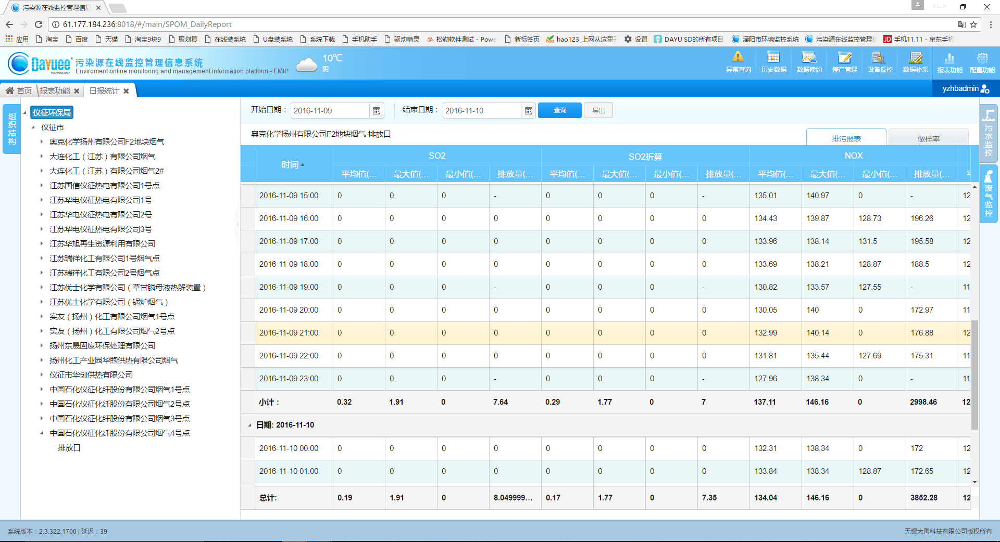 污染源在线监控管理信息
61.177.184.236:8018/#/main/SPOM_DailyReport
应用 淘宝 百度 天猫 淘宝9块9 聚划算 在线装系统 U盘装系统 系统下载 手机助手 驱动精灵 松勤软件测试 - Powe 新标签页 hao123_上网从这里开 设置 DAYU SD的所有项目 溧阳市环境监控系统 污染源在线监控管理信 JD 手机11.11 - 京东手机
Dayuee TECHNOLOGY
污染源在线监控管理信息系统
Enviroment online monitoring and management information platform - EMIP
10℃
阴
异常查询 历史数据 数据修约 停产管理 设备反控 数据补采 报表功能 配置功能
首页 报表功能 日报统计
yzhbadmin
组织结构
仪征环保局
仪征市
奥克化学扬州有限公司F2地块烟气
大连化工（江苏）有限公司烟气
大连化工（江苏）有限公司烟气2#
江苏国信仪征热电有限公司1号点
江苏华电仪征热电有限公司1号
江苏华电仪征热电有限公司2号
江苏华电仪征热电有限公司3号
江苏华旭再生资源利用有限公司
江苏瑞祥化工有限公司1号烟气点
江苏瑞祥化工有限公司2号烟气点
江苏优士化学有限公司（草甘膦母液热解装置）
江苏优士化学有限公司（锅炉烟气）
实友（扬州）化工有限公司烟气1号点
实友（扬州）化工有限公司烟气2号点
扬州东晟固废环保处理有限公司
扬州化工产业园华煦供热有限公司烟气
仪征市华创供热有限公司
中国石化仪征化纤股份有限公司烟气1号点
中国石化仪征化纤股份有限公司烟气2号点
中国石化仪征化纤股份有限公司烟气3号点
中国石化仪征化纤股份有限公司烟气4号点
排放口
开始日期： 2016-11-09 结束日期： 2016-11-10 查询 导出
奥克化学扬州有限公司F2地块烟气-排放口
排污报表 做样率
时间 SO2 SO2折算 NOX
平均值(... 最大值(... 最小值(... 排放量(... 平均值(... 最大值(... 最小值(... 排放量(... 平均值(... 最大值(... 最小值(... 排放量(...
2016-11-09 15:00 0 0 0 - 0 0 0 - 135.01 140.97 0 - 12
2016-11-09 16:00 0 0 0 0 0 0 0 0 134.43 139.87 128.73 196.26 12
2016-11-09 17:00 0 0 0 0 0 0 0 0 133.96 138.14 131.5 195.58 12
2016-11-09 18:00 0 0 0 0 0 0 0 0 133.69 138.21 128.87 188.5 12
2016-11-09 19:00 0 0 0 - 0 0 0 - 130.82 133.57 127.55 - 11
2016-11-09 20:00 0 0 0 0 0 0 0 0 130.05 140 0 172.97 11
2016-11-09 21:00 0 0 0 0 0 0 0 0 132.99 140.14 0 176.88 12
2016-11-09 22:00 0 0 0 0 0 0 0 0 131.81 135.44 127.69 175.31 11
2016-11-09 23:00 0 0 0 - 0 0 0 - 127.96 138.34 0 - 11
小计： 0.32 1.91 0 7.64 0.29 1.77 0 7 137.11 146.16 0 2998.46 12
日期: 2016-11-10
2016-11-10 00:00 0 0 0 0 0 0 0 0 132.31 138.34 0 172 12
2016-11-10 01:00 0 0 0 0 0 0 0 0 133.84 138.34 128.87 172.65 12
总计: 0.19 1.91 0 8.049999... 0.17 1.77 0 7.35 134.04 146.16 0 3852.28 12
污水监控
废气监控
系统版本：2.3.322.1700 | 延迟：39
无锡大禹科技有限公司版权所有